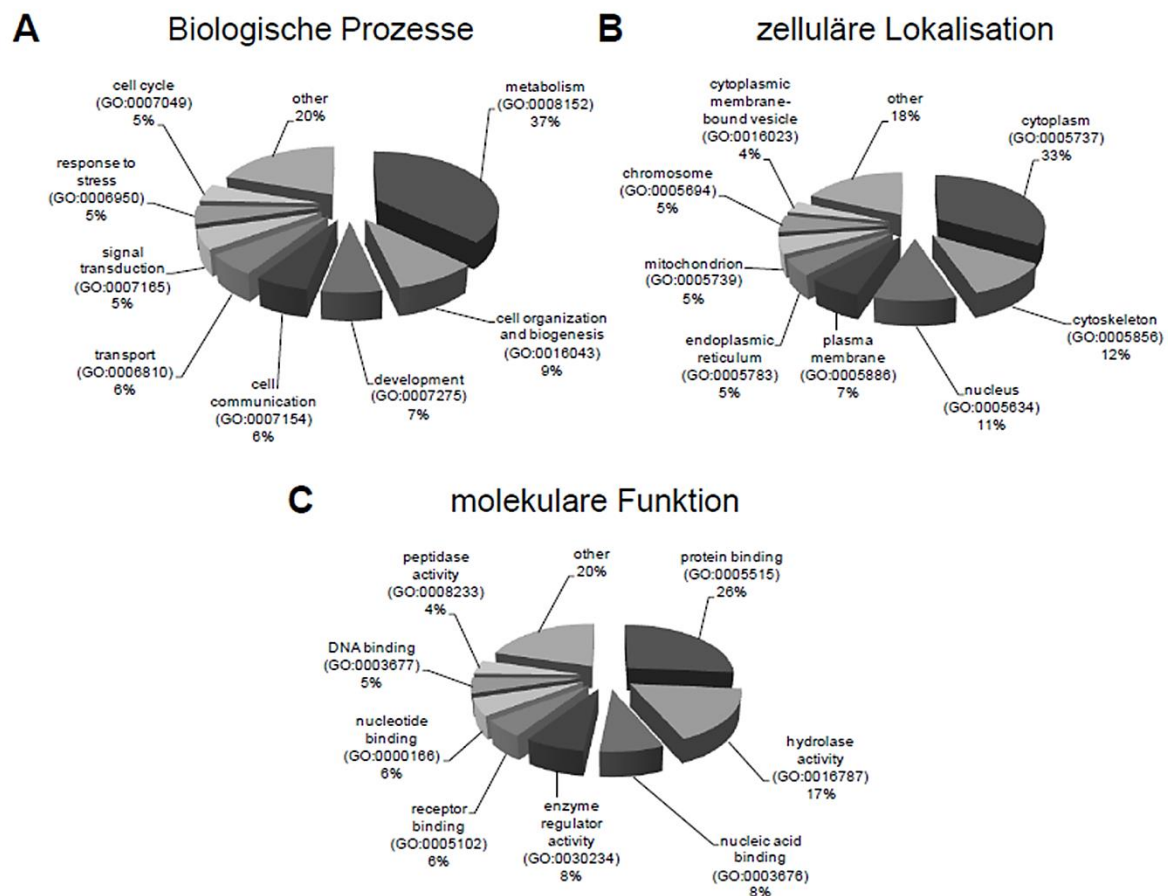 A
Biologische Prozesse
cell cycle
(GO:0007049)
5%
other
20%
metabolism
(GO:0008152)
37%
response to
stress
(GO:0006950)
5%
signal
transduction
(GO:0007165)
5%
transport
(GO:0006810)
6%
cell
communication
(GO:0007154)
6%
development
(GO:0007275)
7%
cell organization
and biogenesis
(GO:0016043)
9%
B
zelluläre Lokalisation
cytoplasmic
membrane-
bound vesicle
(GO:0016023)
4%
other
18%
cytoplasm
(GO:0005737)
33%
chromosome
(GO:0005694)
5%
mitochondrion
(GO:0005739)
5%
endoplasmic
reticulum
(GO:0005783)
5%
plasma
membrane
(GO:0005886)
7%
nucleus
(GO:0005634)
11%
cytoskeleton
(GO:0005856)
12%
C
molekulare Funktion
peptidase
activity
(GO:0008233)
4%
other
20%
protein binding
(GO:0005515)
26%
DNA binding
(GO:0003677)
5%
nucleotide
binding
(GO:0000166)
6%
receptor
binding
(GO:0005102)
6%
enzyme
regulator
activity
(GO:0030234)
8%
nucleic acid
binding
(GO:0003676)
8%
hydrolase
activity
(GO:0016787)
17%